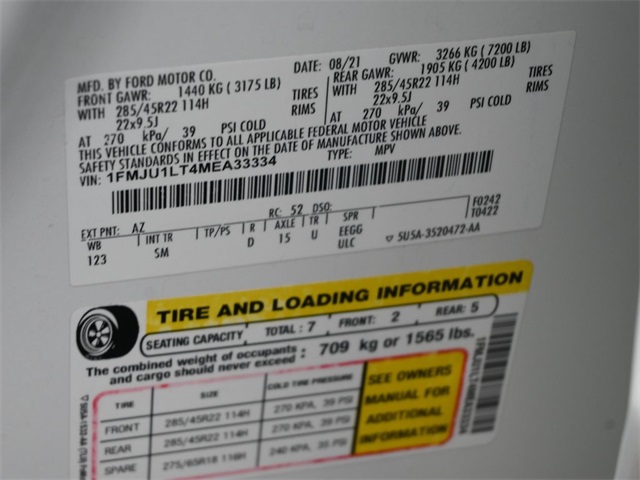 MFD. BY FORD MOTOR CO. DATE: 08/21 GVWR: 3266 KG (7200 LB)
FRONT GAWR: 1440 KG (3175 LB) REAR GAWR: 1905 KG (4200 LB)
WITH 285/45R22 114H TIRES WITH 285/45R22 114H TIRES
22x9.5J RIMS 22x9.5J RIMS
AT 270 kPa/ 39 PSI COLD AT 270 kPa/ 39 PSI COLD
THIS VEHICLE CONFORMS TO ALL APPLICABLE FEDERAL MOTOR VEHICLE
SAFETY STANDARDS IN EFFECT ON THE DATE OF MANUFACTURE SHOWN ABOVE.
VIN: 1FMJU1LT4MEA33334 TYPE: MPV
F0242
T0422
EXT PNT: AZ RC: 52 DSO:
WB INT TR TP/PS R AXLE TR SPR
123 SM D 15 U EEGG
ULC 5U5A-3520472-AA
TIRE AND LOADING INFORMATION
SEATING CAPACITY TOTAL : 7 FRONT: 2 REAR: 5
The combined weight of occupants and cargo should never exceed : 709 kg or 1565 lbs.
TIRE SIZE COLD TIRE PRESSURE
FRONT 285/45R22 114H 270 KPA, 39 PSI
REAR 285/45R22 114H 270 KPA, 39 PSI
SPARE 275/65R18 116H 240 KPA, 35 PSI
SEE OWNERS
MANUAL FOR
ADDITIONAL
INFORMATION
1FMJU1LT4MEA33334